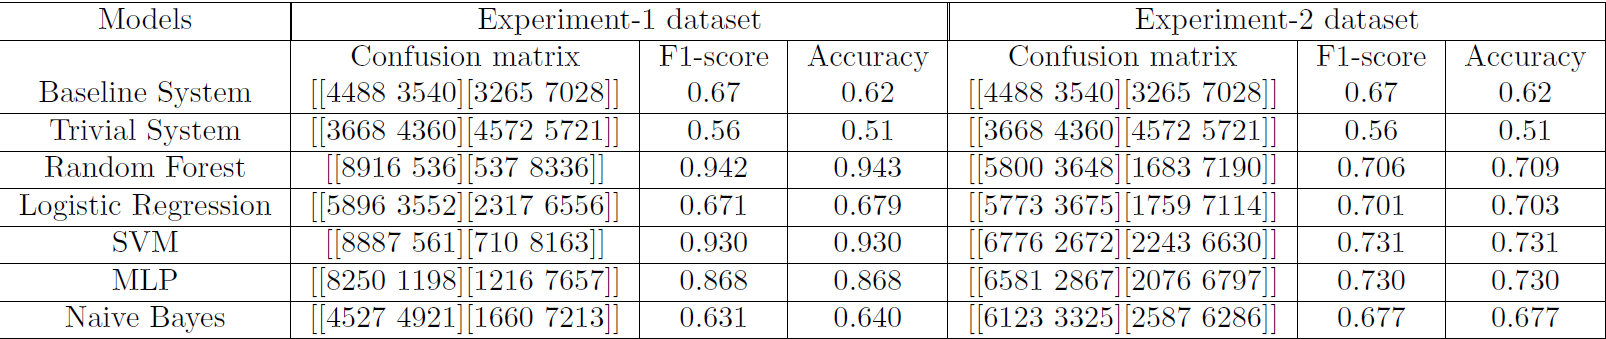 Models Experiment-1 dataset Experiment-2 dataset
Confusion matrix F1-score Accuracy Confusion matrix F1-score Accuracy
Baseline System [[4488 3540][3265 7028]] 0.67 0.62 [[4488 3540][3265 7028]] 0.67 0.62
Trivial System [[3668 4360][4572 5721]] 0.56 0.51 [[3668 4360][4572 5721]] 0.56 0.51
Random Forest [[8916 536][537 8336]] 0.942 0.943 [[5800 3648][1683 7190]] 0.706 0.709
Logistic Regression [[5896 3552][2317 6556]] 0.671 0.679 [[5773 3675][1759 7114]] 0.701 0.703
SVM [[8887 561][710 8163]] 0.930 0.930 [[6776 2672][2243 6630]] 0.731 0.731
MLP [[8250 1198][1216 7657]] 0.868 0.868 [[6581 2867][2076 6797]] 0.730 0.730
Naive Bayes [[4527 4921][1660 7213]] 0.631 0.640 [[6123 3325][2587 6286]] 0.677 0.677